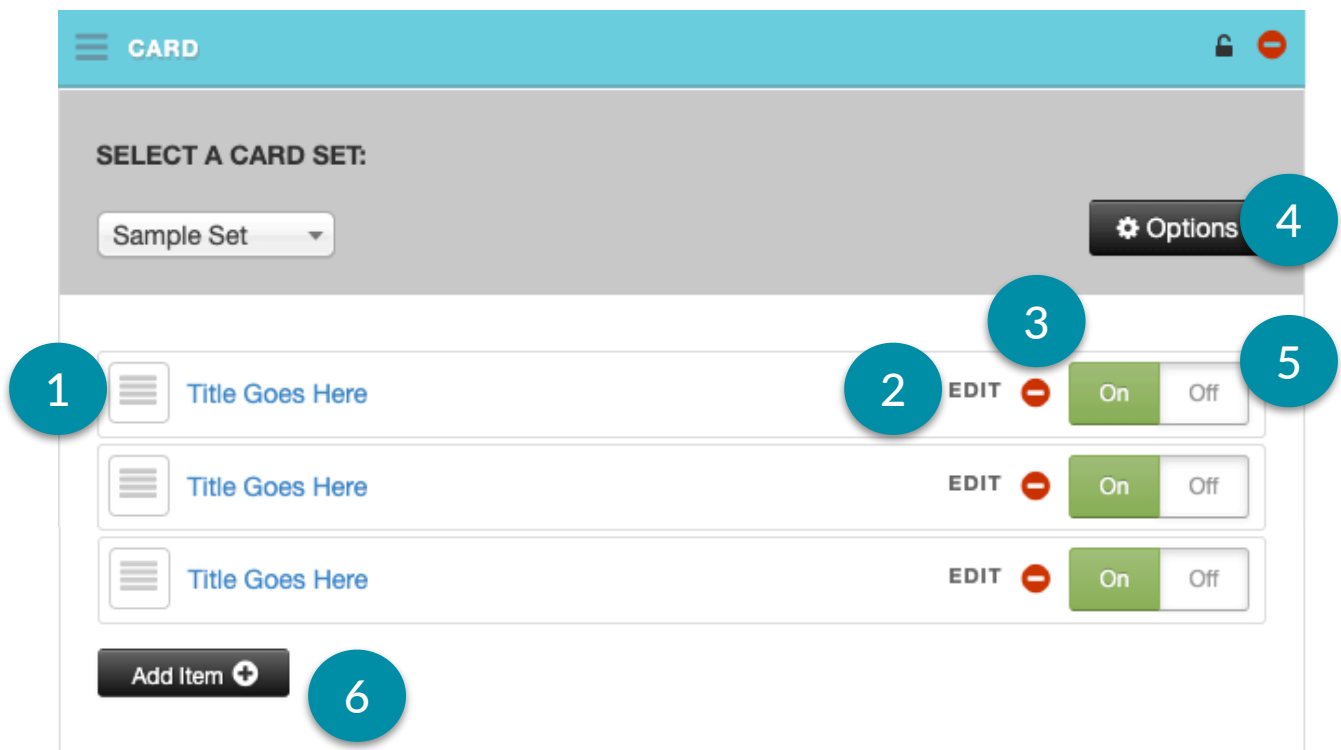 CARD
SELECT A CARD SET:
Sample Set
Options 4
3
1 Title Goes Here 2 EDIT On Off 5
Title Goes Here EDIT On Off
Title Goes Here EDIT On Off
Add Item 6